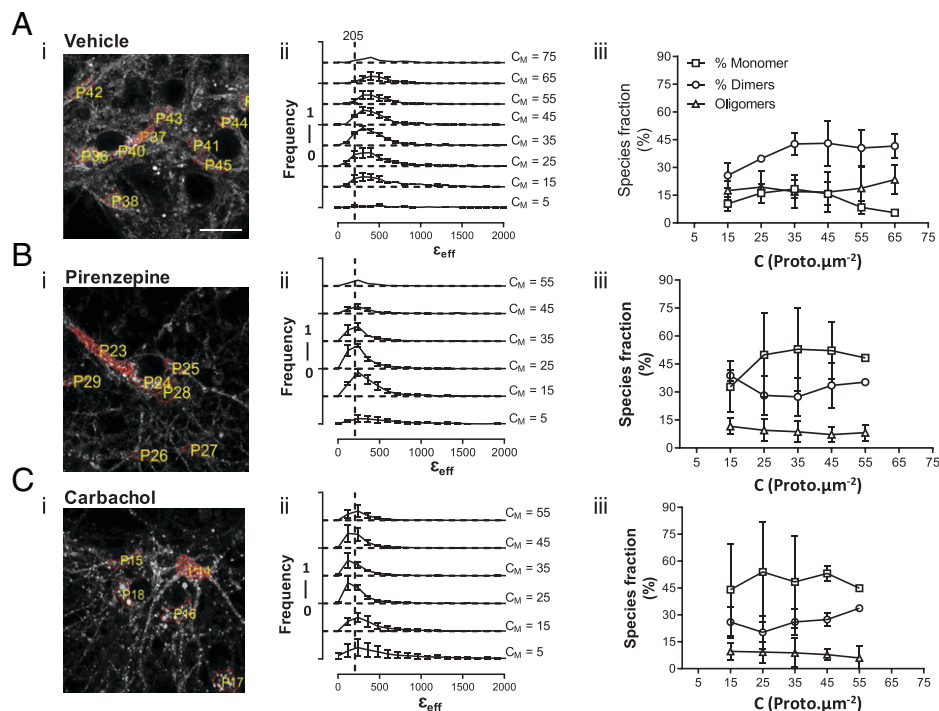 A
i
Vehicle
P42
P43
P44
P37
P36
P40
P41
P45
P38
ii
205
Frequency
0 — 1
C_M = 75
C_M = 65
C_M = 55
C_M = 45
C_M = 35
C_M = 25
C_M = 15
C_M = 5
0 500 1000 1500 2000
ε_eff
iii
% Monomer
% Dimers
Oligomers
Species fraction
(%)
90
75
60
45
30
15
0
5 15 25 35 45 55 65 75
C (Proto.µm⁻²)
B
i
Pirenzepine
P23
P25
P29
P24
P28
P26
P27
ii
Frequency
0 — 1
C_M = 55
C_M = 45
C_M = 35
C_M = 25
C_M = 15
C_M = 5
0 500 1000 1500 2000
ε_eff
iii
Species fraction
(%)
90
75
60
45
30
15
0
5 15 25 35 45 55 65 75
C (Proto.µm⁻²)
C
i
Carbachol
P15
P18
P16
P17
ii
Frequency
0 — 1
C_M = 55
C_M = 45
C_M = 35
C_M = 25
C_M = 15
C_M = 5
0 500 1000 1500 2000
ε_eff
iii
Species fraction
(%)
90
75
60
45
30
15
0
5 15 25 35 45 55 65 75
C (Proto.µm⁻²)